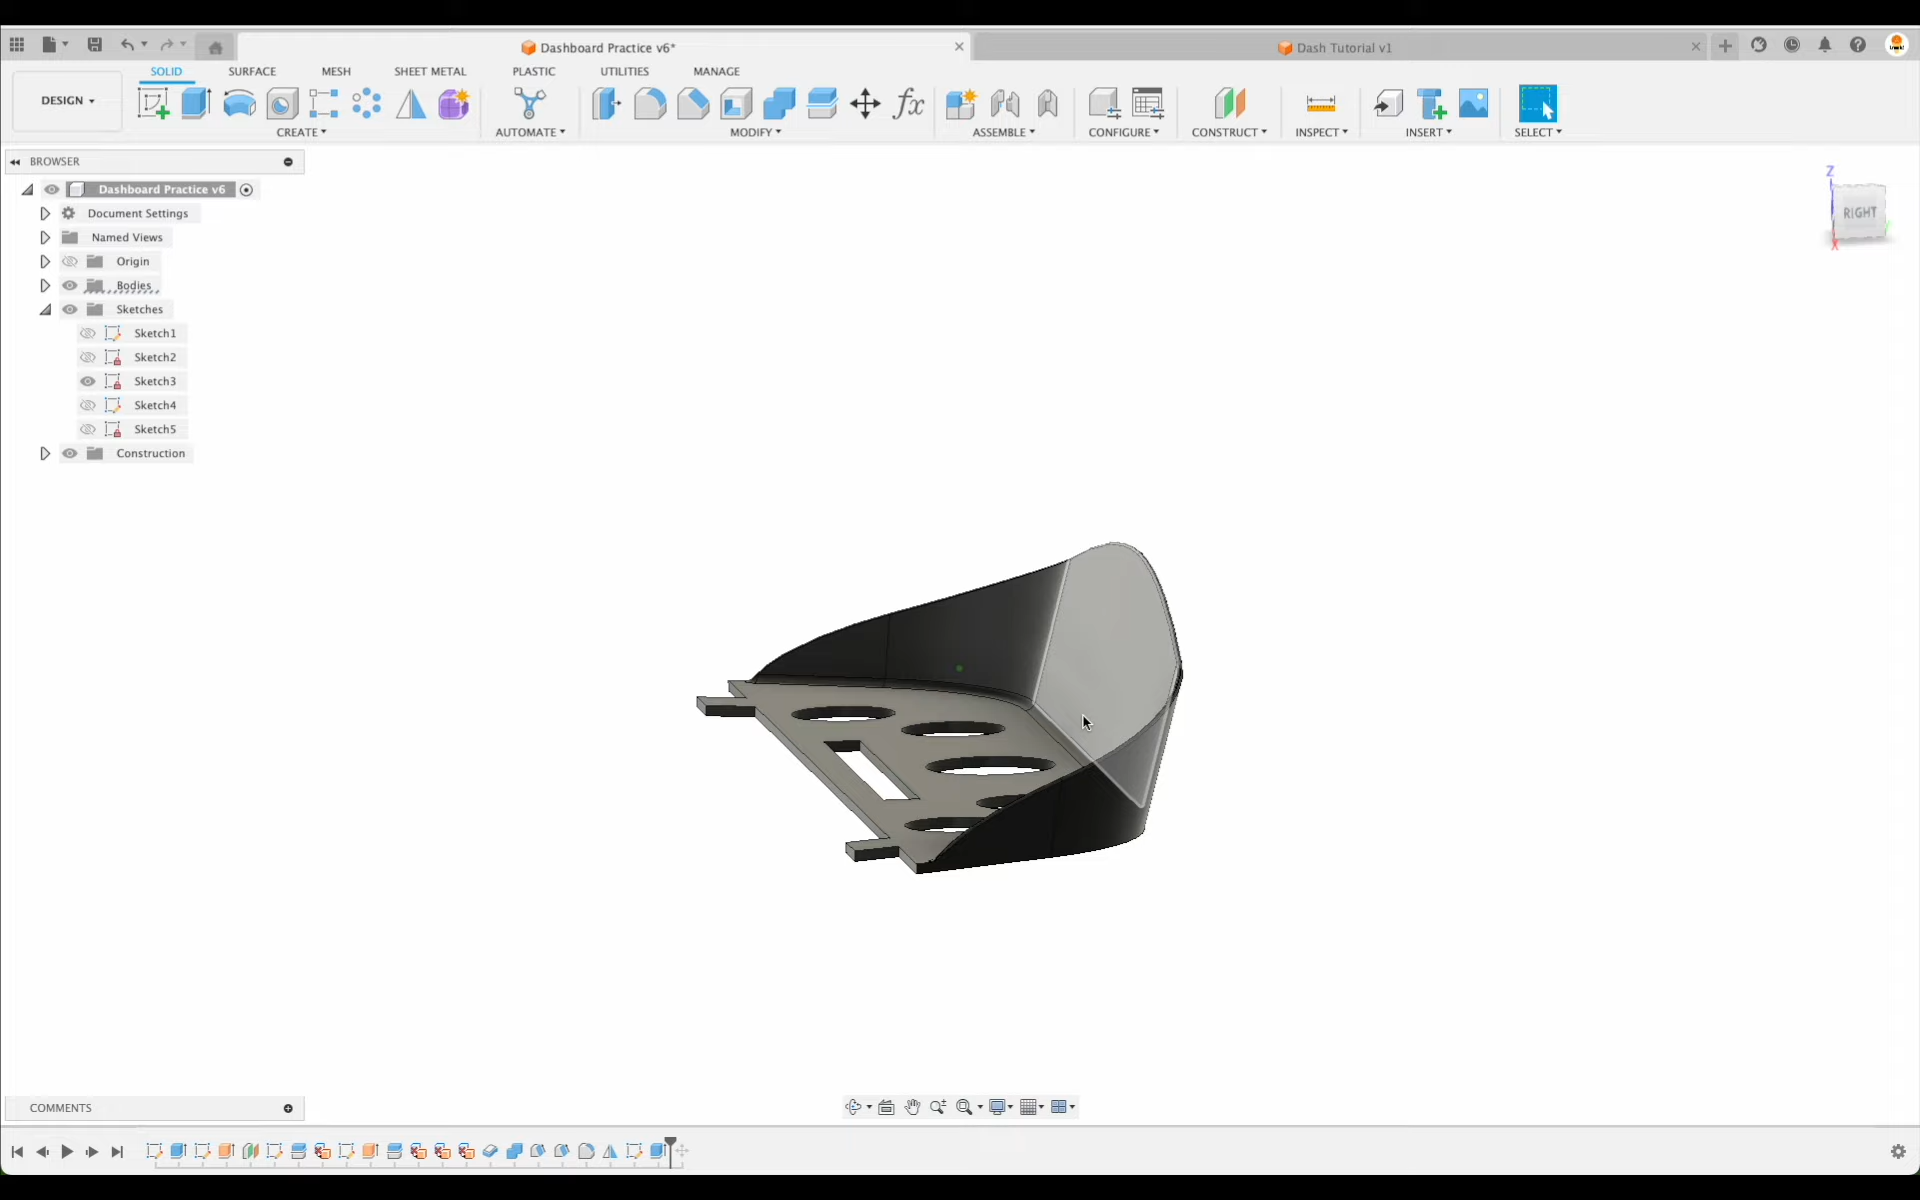 Dashboard Practice v6*
Dash Tutorial v1
SOLID SURFACE MESH SHEET METAL PLASTIC UTILITIES MANAGE
DESIGN
CREATE AUTOMATE MODIFY ASSEMBLE CONFIGURE CONSTRUCT INSPECT INSERT SELECT
BROWSER
Dashboard Practice v6
Document Settings
Named Views
Origin
Bodies
Sketches
Sketch1
Sketch2
Sketch3
Sketch4
Sketch5
Construction
Z
RIGHT
X
COMMENTS